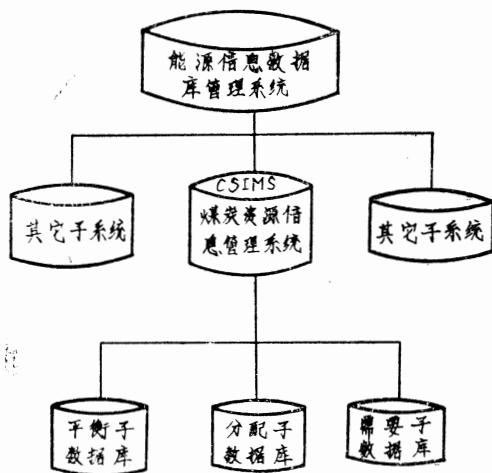 能源信息数据
库管理系统
其它子系统
CSIMS
煤炭资源信
息管理系统
其它子系统
平衡子
数据库
分配子
数据库
需要子
数据库